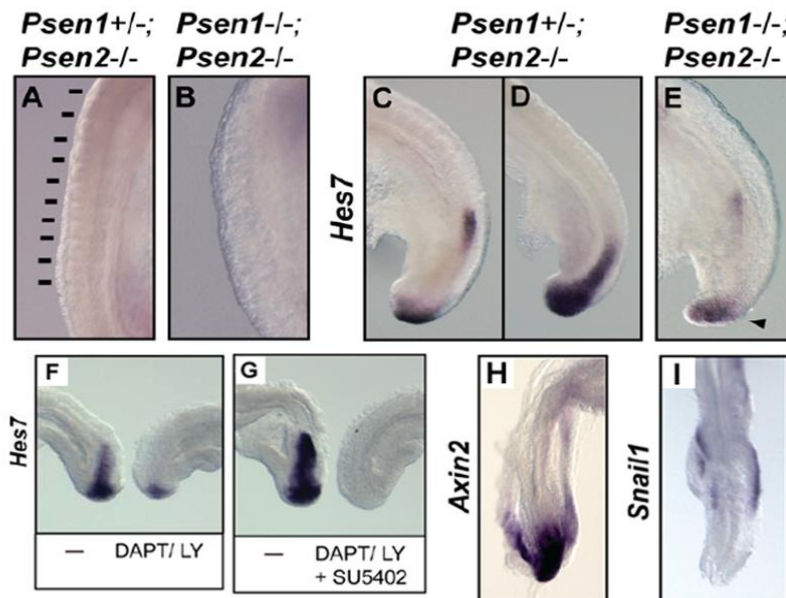 Psen1+/-; Psen1-/-; Psen1+/-; Psen1-/-;
Psen2-/- Psen2-/- Psen2-/- Psen2-/-
A B C D E
Hes7
F G H I
Hes7
Axin2
Snail1
– DAPT/ LY – DAPT/ LY
+ SU5402